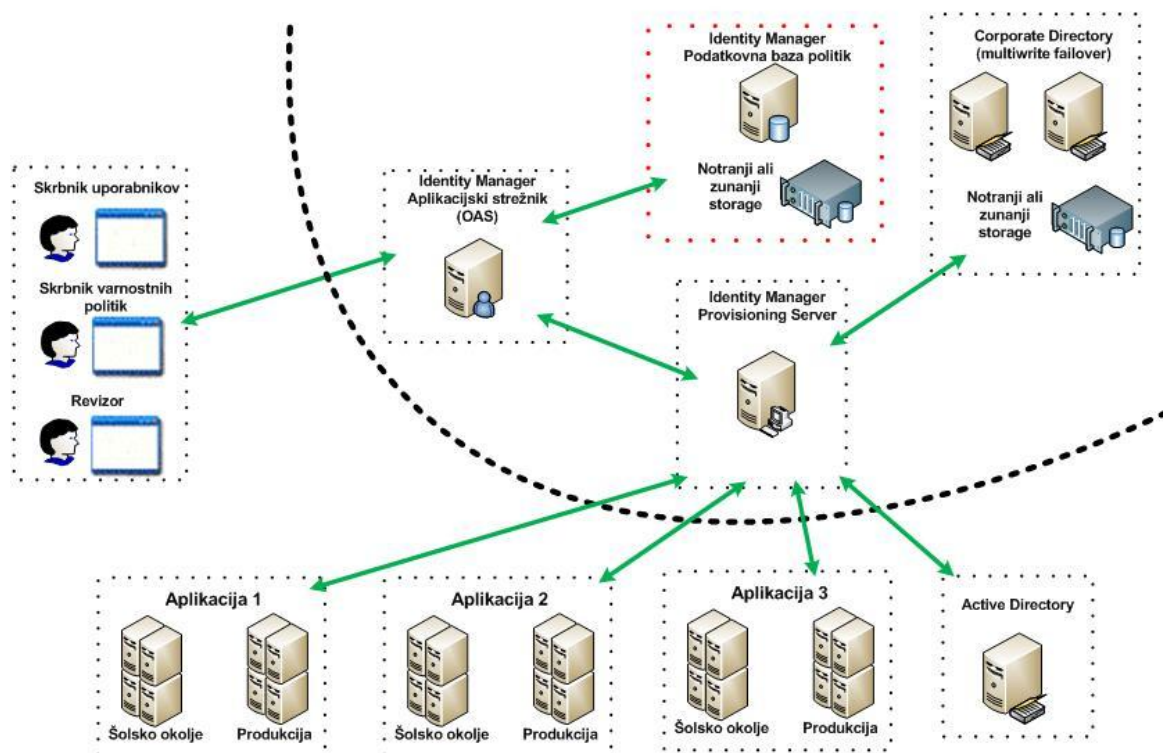 Identity Manager
Podatkovna baza politik
Notranji ali
zunanji
storage
Corporate Directory
(multiwrite failover)
Notranji ali
zunanji
storage
Skrbnik uporabnikov
Skrbnik varnostnih
politik
Revizor
Identity Manager
Aplikacijski strežnik
(OAS)
Identity Manager
Provisioning Server
Aplikacija 1
Šolsko okolje
Produkcija
Aplikacija 2
Šolsko okolje
Produkcija
Aplikacija 3
Šolsko okolje
Produkcija
Active Directory